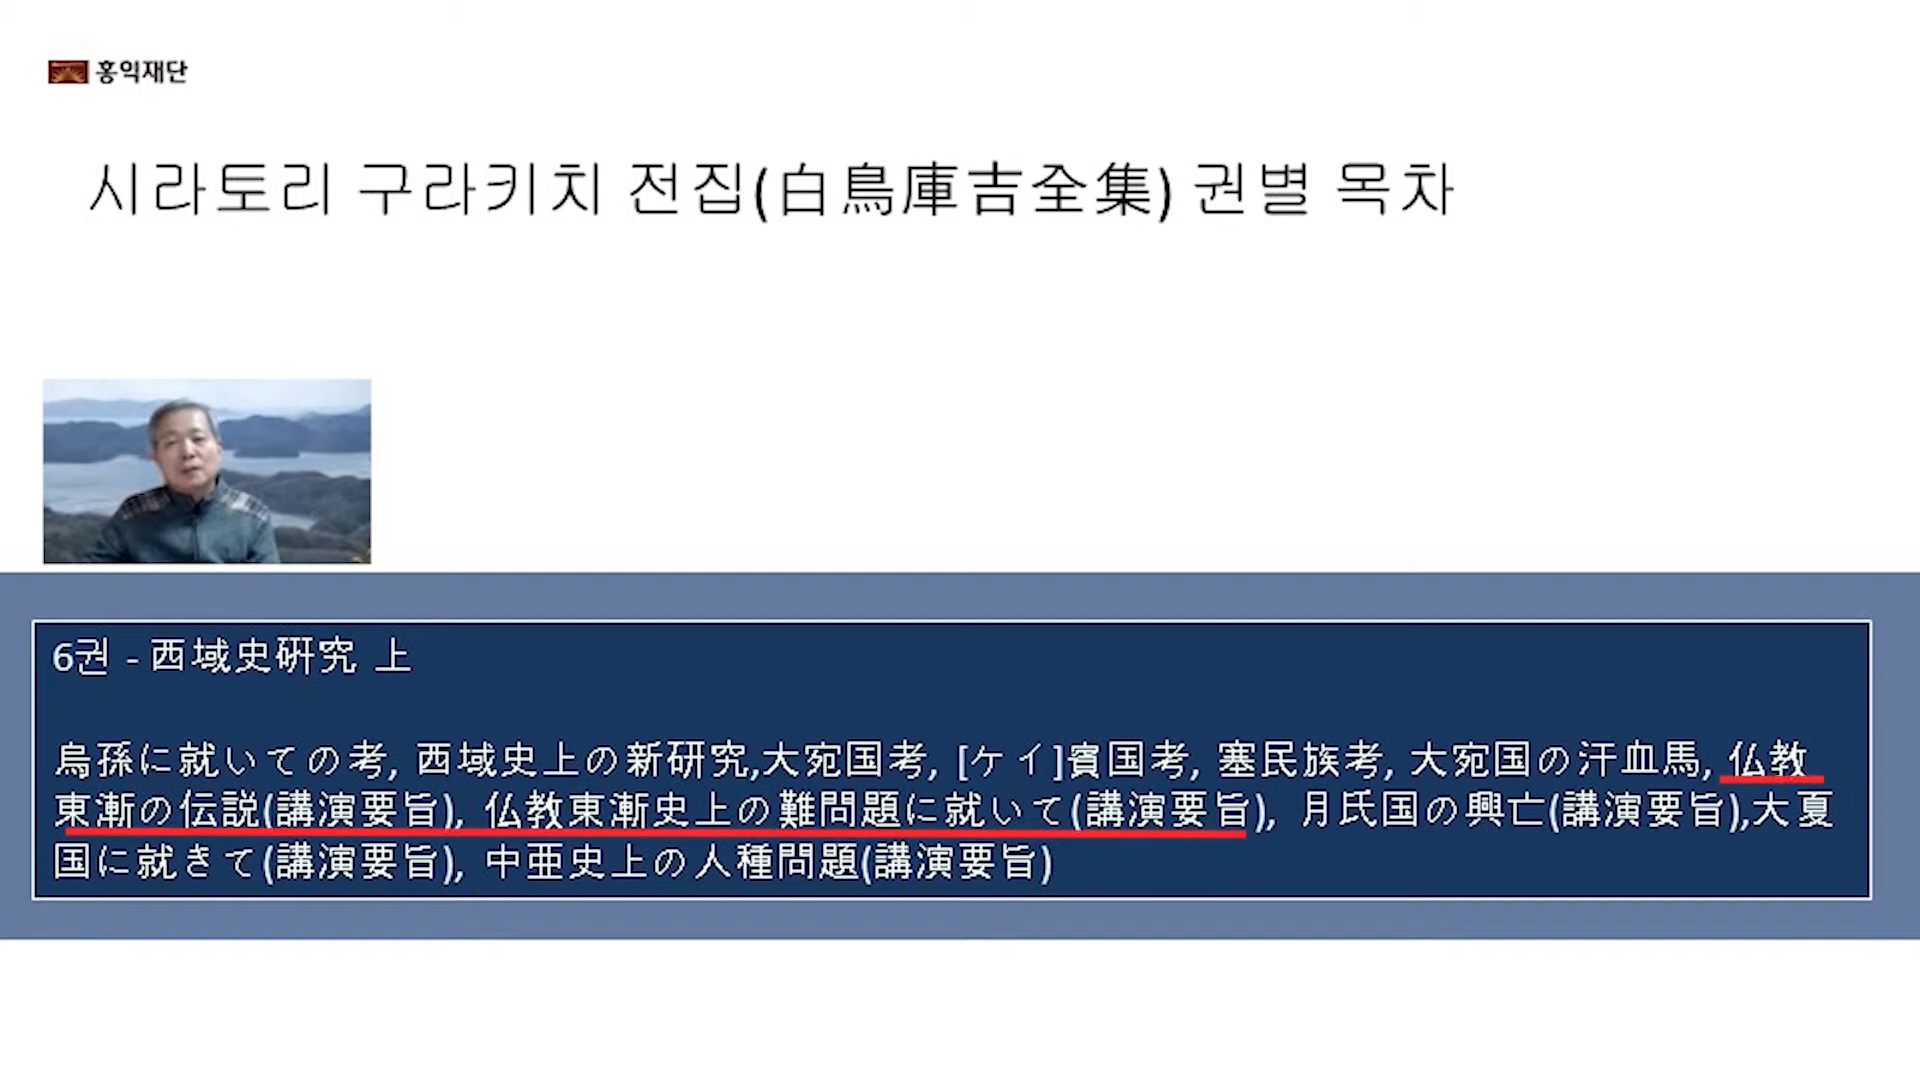 홍익재단
시라토리 구라키치 전집(白鳥庫吉全集) 권별 목차
6권 - 西域史硏究 上
烏孫に就いての考, 西域史上の新研究,大宛国考, [ケイ]賓国考, 塞民族考, 大宛国の汗血馬, 仏教
東漸の伝説(講演要旨), 仏教東漸史上の難問題に就いて(講演要旨), 月氏国の興亡(講演要旨),大夏
国に就きて(講演要旨), 中亜史上の人種問題(講演要旨)